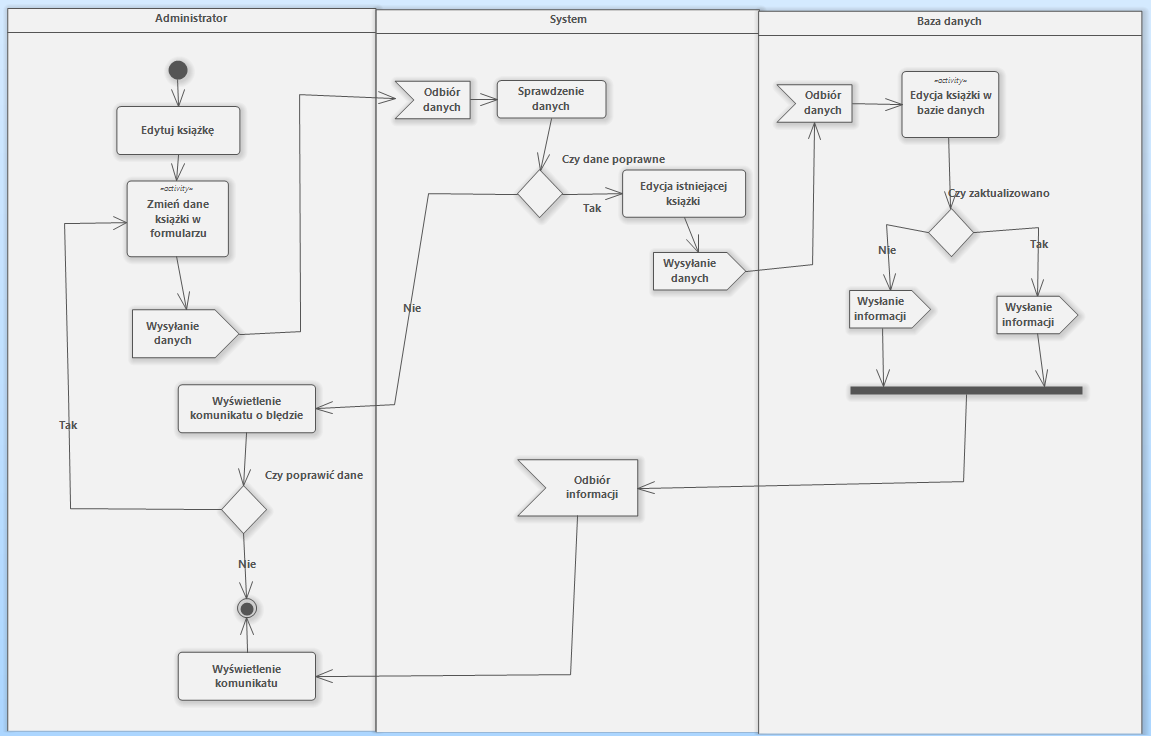 Administrator
System
Baza danych
Edytuj książkę
«activity»
Zmień dane
książki w
formularzu
Wysyłanie
danych
Wyświetlenie
komunikatu o błędzie
Czy poprawić dane
Tak
Nie
Wyświetlenie
komunikatu
Odbiór
danych
Sprawdzenie
danych
Czy dane poprawne
Tak
Nie
Edycja istniejącej
książki
Wysyłanie
danych
Odbiór
informacji
Odbiór
danych
«activity»
Edycja książki w
bazie danych
Czy zaktualizowano
Nie
Tak
Wysłanie
informacji
Wysłanie
informacji